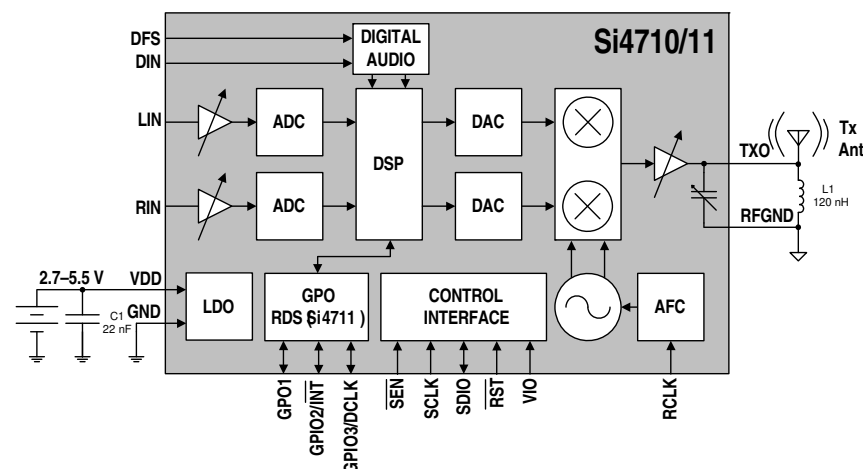 DFS
DIN
DIGITAL
AUDIO
Si4710/11
LIN
ADC
DSP
DAC
RIN
ADC
DAC
TXO
Tx
Ant
L1
120 nH
RFGND
2.7–5.5 V
VDD
C1
22 nF
GND
LDO
GPO
RDS (Si4711 )
CONTROL
INTERFACE
AFC
GPO1
GPIO2/INT
GPIO3/DCLK
SEN
SCLK
SDIO
RST
VIO
RCLK